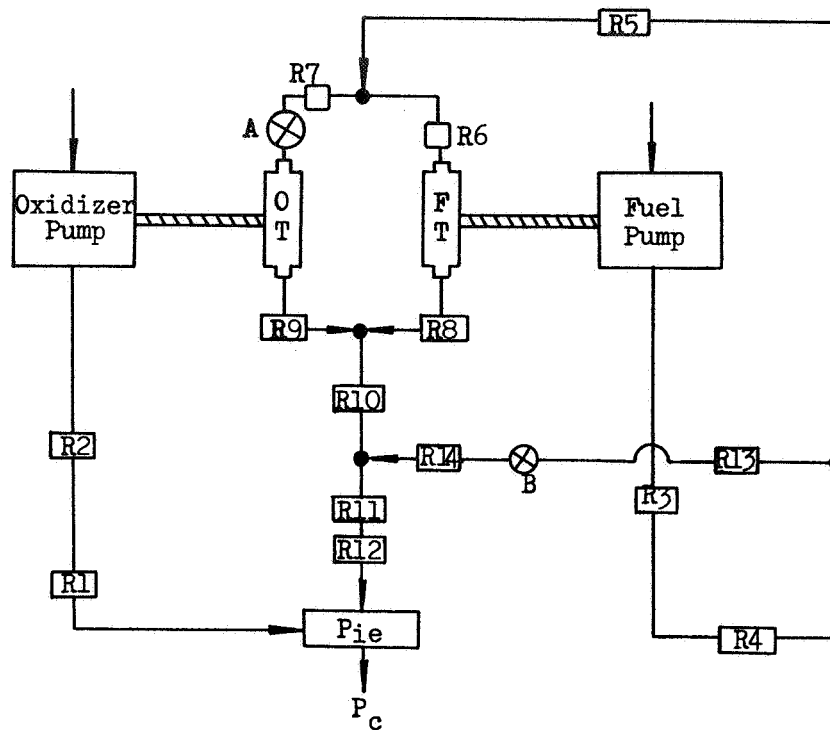 R5
R7
A
R6
Oxidizer
Pump
O
T
F
T
Fuel
Pump
R9
R8
R10
R2
R14
B
R13
R11
R3
R12
R1
Pie
R4
Pc